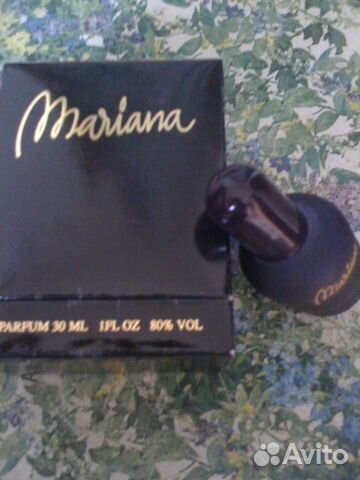 Mariana
PARFUM 30 ML 1FL OZ 80% VOL
Mariana
Avito